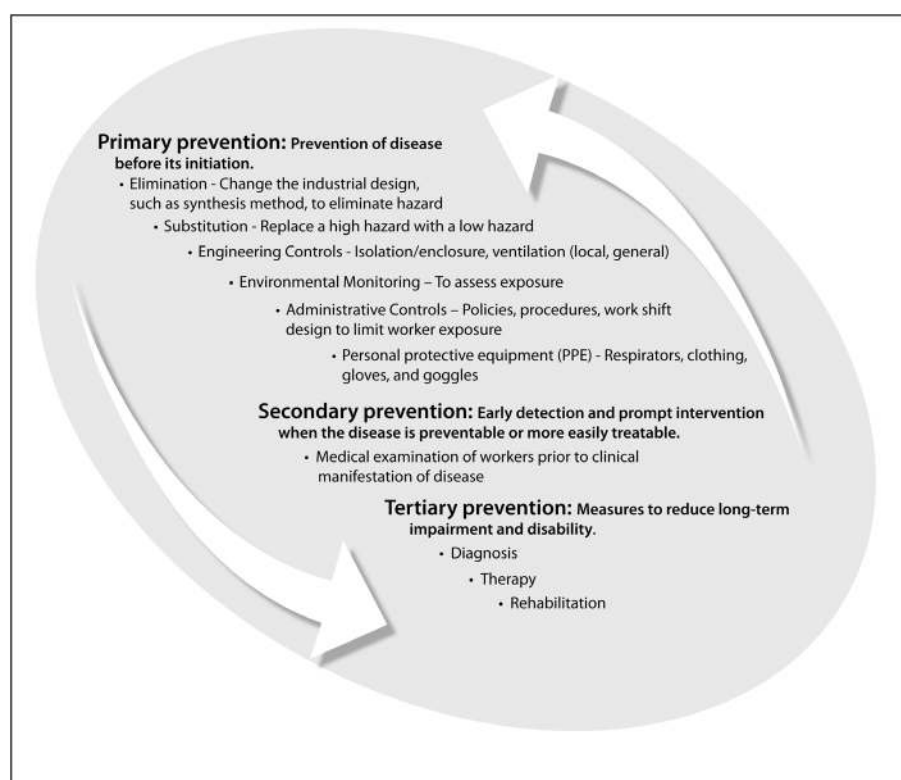 Primary prevention: Prevention of disease
before its initiation.
• Elimination - Change the industrial design,
such as synthesis method, to eliminate hazard
• Substitution - Replace a high hazard with a low hazard
• Engineering Controls - Isolation/enclosure, ventilation (local, general)
• Environmental Monitoring – To assess exposure
• Administrative Controls – Policies, procedures, work shift
design to limit worker exposure
• Personal protective equipment (PPE) - Respirators, clothing,
gloves, and goggles
Secondary prevention: Early detection and prompt intervention
when the disease is preventable or more easily treatable.
• Medical examination of workers prior to clinical
manifestation of disease
Tertiary prevention: Measures to reduce long-term
impairment and disability.
• Diagnosis
• Therapy
• Rehabilitation